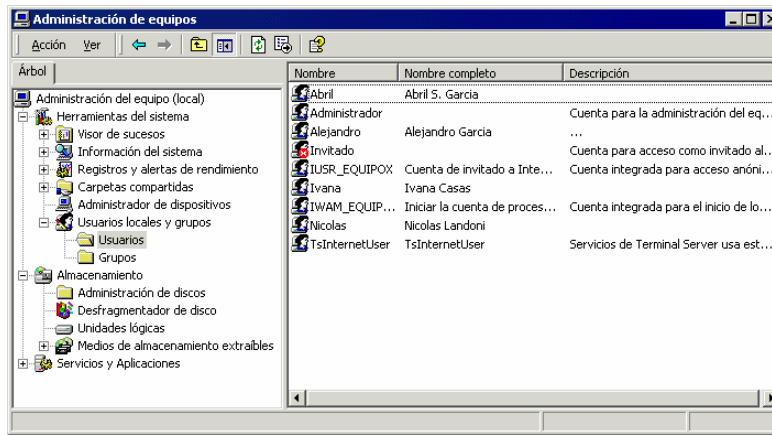 Administración de equipos
Acción Ver
Árbol
Administración del equipo (local)
Herramientas del sistema
Visor de sucesos
Información del sistema
Registros y alertas de rendimiento
Carpetas compartidas
Administrador de dispositivos
Usuarios locales y grupos
Usuarios
Grupos
Almacenamiento
Administración de discos
Desfragmentador de disco
Unidades lógicas
Medios de almacenamiento extraíbles
Servicios y Aplicaciones
Nombre Nombre completo Descripción
Abril Abril S. Garcia
Administrador Cuenta para la administración del eq...
Alejandro Alejandro Garcia ...
Invitado Cuenta para acceso como invitado al...
IUSR_EQUIPOX Cuenta de invitado a Inte... Cuenta integrada para acceso anóni...
Ivana Ivana Casas
IWAM_EQUIP... Iniciar la cuenta de proces... Cuenta integrada para el inicio de lo...
Nicolas Nicolas Landoni
TsInternetUser TsInternetUser Servicios de Terminal Server usa est...